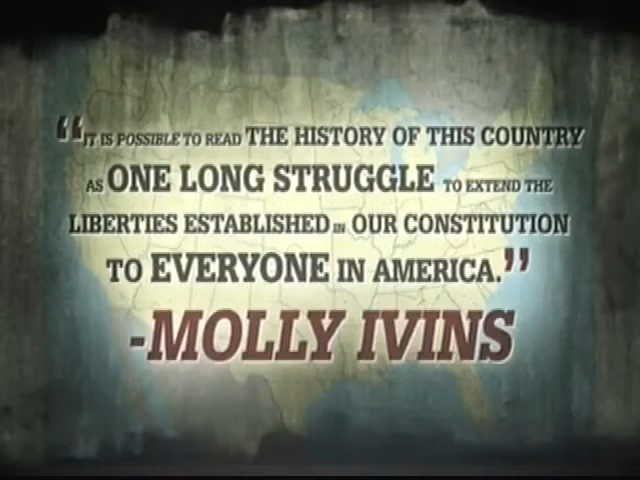 “IT IS POSSIBLE TO READ THE HISTORY OF THIS COUNTRY
AS ONE LONG STRUGGLE TO EXTEND THE
LIBERTIES ESTABLISHED IN OUR CONSTITUTION
TO EVERYONE IN AMERICA.”
-MOLLY IVINS